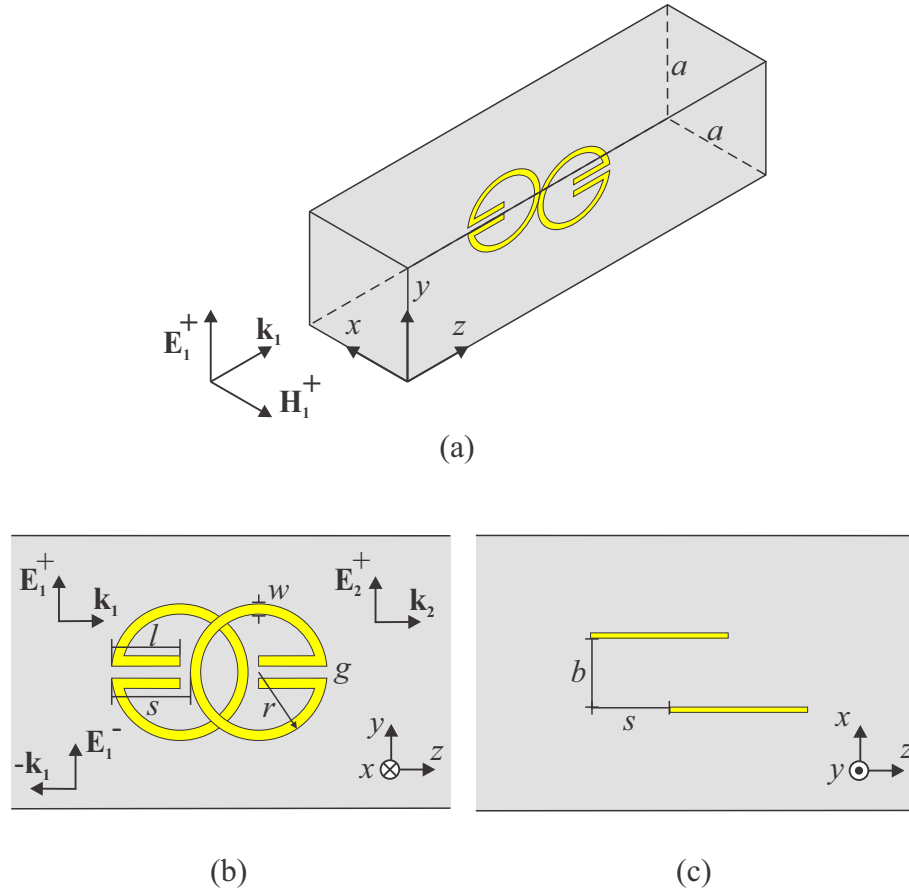 a
a
y
x
z
E₁⁺
k₁
H₁⁺
(a)
E₁⁺
k₁
w
E₂⁺
k₂
l
g
s
r
E₁⁻
-k₁
y
x
z
(b)
b
s
x
y
z
(c)